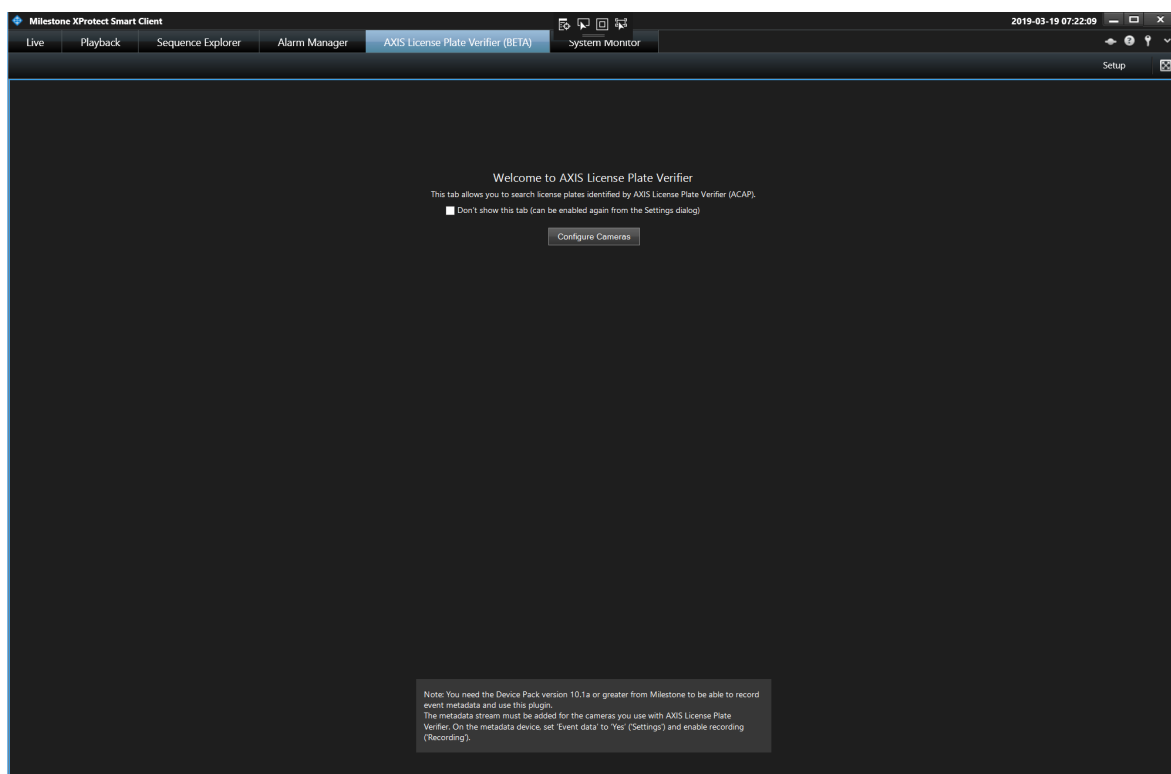 Milestone XProtect Smart Client
2019-03-19 07:22:09
Live Playback Sequence Explorer Alarm Manager AXIS License Plate Verifier (BETA) System Monitor
Setup
Welcome to AXIS License Plate Verifier
This tab allows you to search license plates identified by AXIS License Plate Verifier (ACAP).
Don't show this tab (can be enabled again from the Settings dialog)
Configure Cameras
Note: You need the Device Pack version 10.1a or greater from Milestone to be able to record
event metadata and use this plugin.
The metadata stream must be added for the cameras you use with AXIS License Plate
Verifier. On the metadata device, set 'Event data' to 'Yes' ('Settings') and enable recording
('Recording').